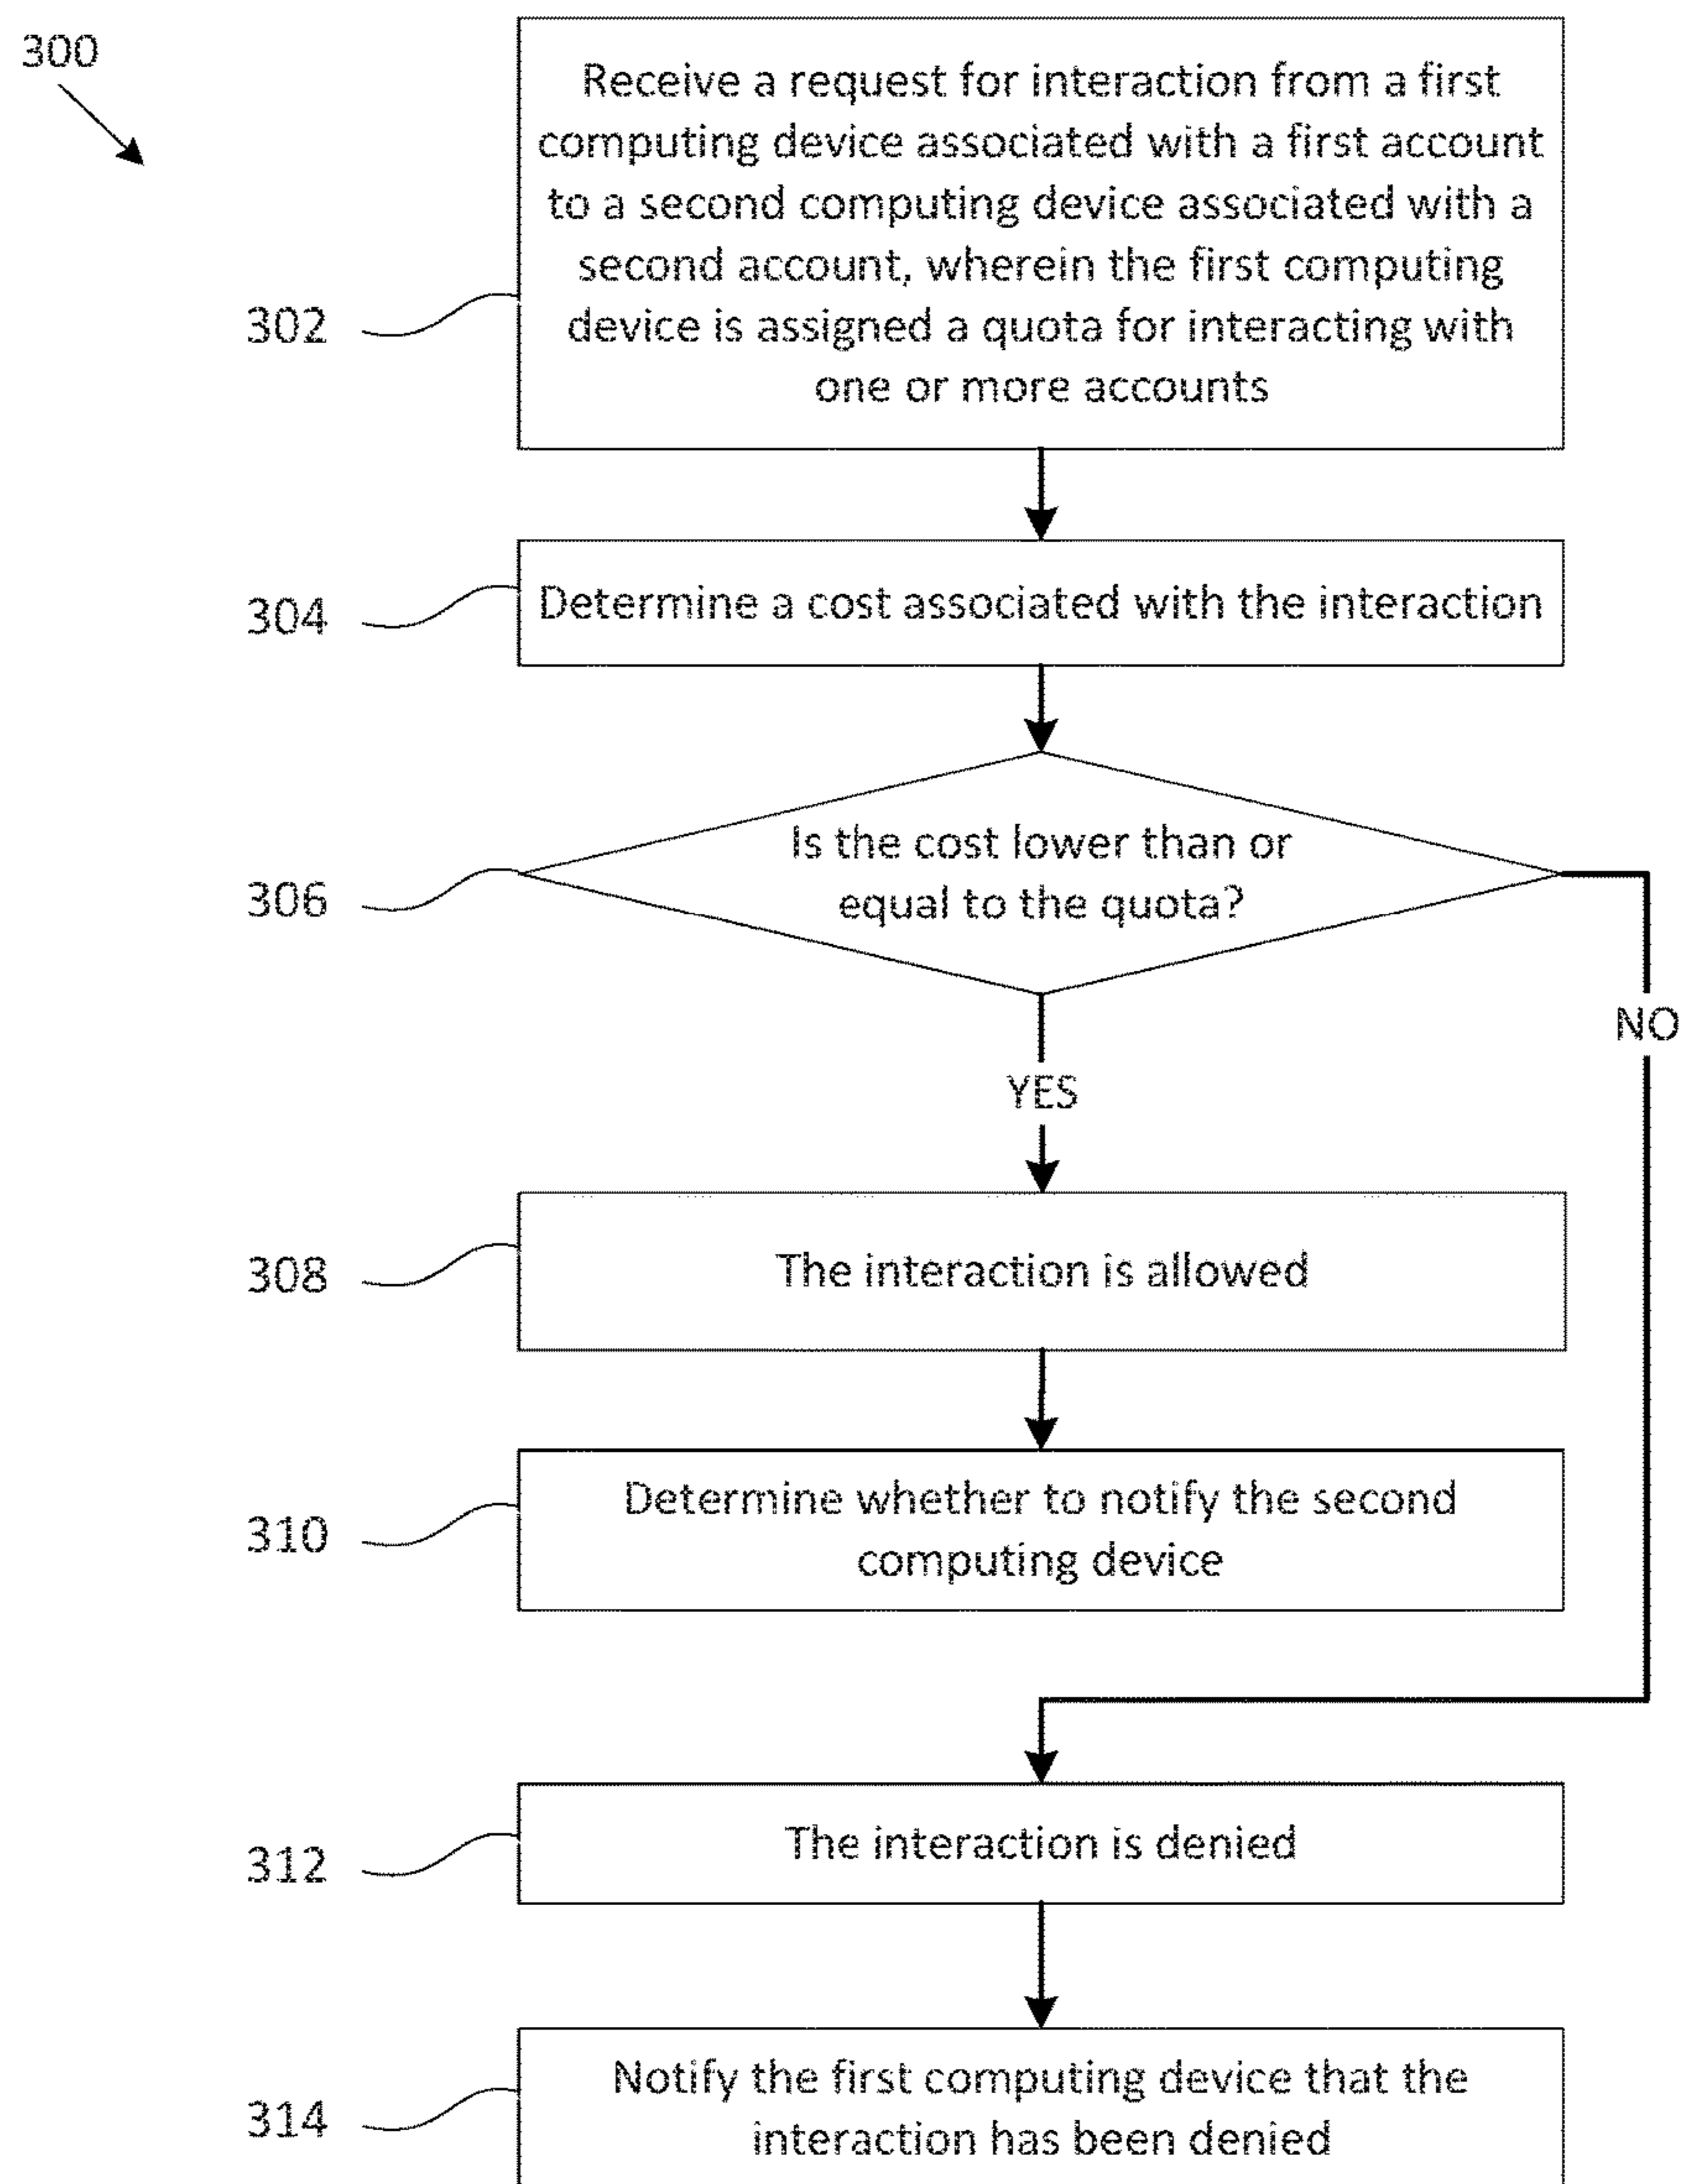 300
Receive a request for interaction from a first
computing device associated with a first account
to a second computing device associated with a
second account, wherein the first computing
device is assigned a quota for interacting with
one or more accounts
302
Determine a cost associated with the interaction
304
Is the cost lower than or
equal to the quota?
306
NO
YES
The interaction is allowed
308
Determine whether to notify the second
computing device
310
The interaction is denied
312
Notify the first computing device that the
interaction has been denied
314